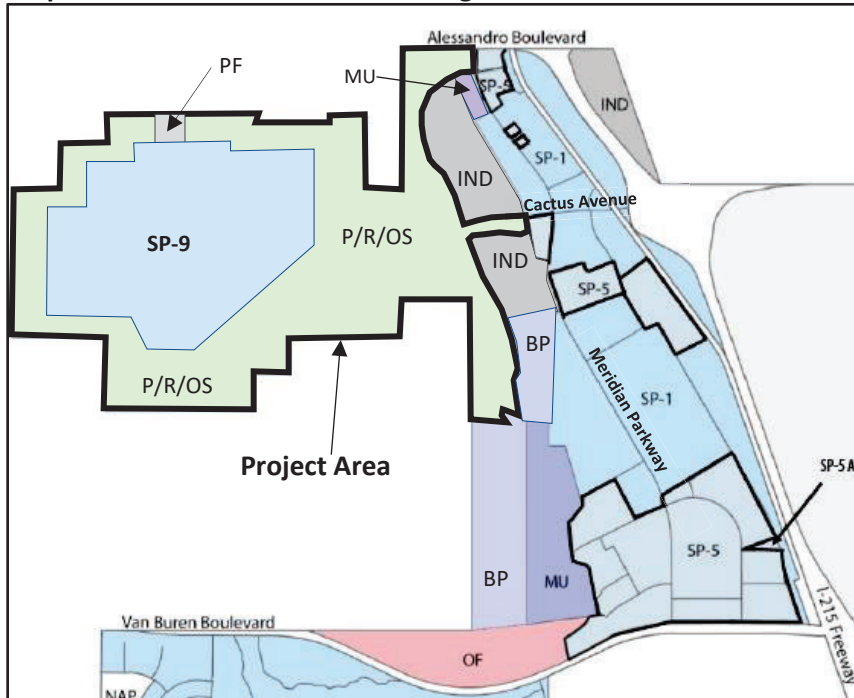 Alessandro Boulevard
PF
MU
SP-5
IND
SP-1
IND
Cactus Avenue
SP-9
P/R/OS
IND
SP-5
BP
P/R/OS
Meridian Parkway
SP-1
Project Area
SP-5 A
SP-5
BP
MU
I-215 Freeway
Van Buren Boulevard
OF